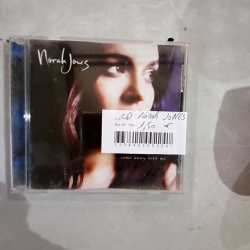 Norah Jones
CD NORAH JONES
1,50 €
come away with me